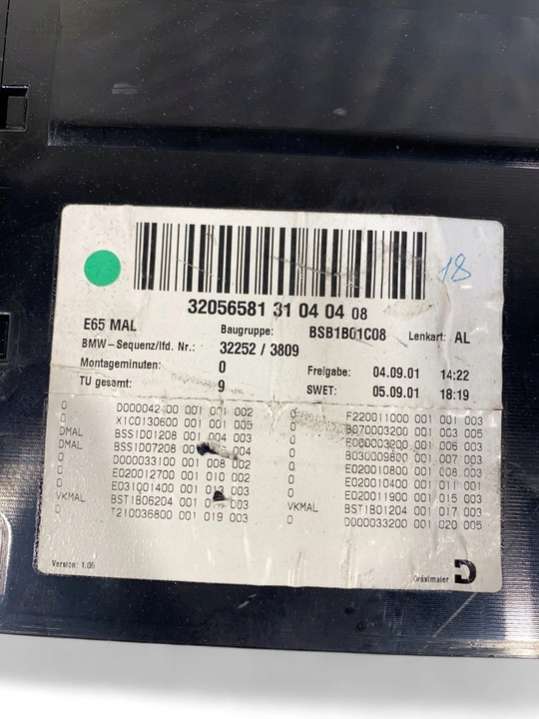 18
32056581 31 04 04 08
E65 MAL Baugruppe: BSB1B01C08 Lenkart: AL
BMW-Sequenz/lfd. Nr.: 32252 / 3809
Montageminuten: 0 Freigabe: 04.09.01 14:22
TU gesamt: 9 SWET: 05.09.01 18:19
0 D000004200 001 001 002 0 F220011000 001 001 003
0 X1C0130600 001 001 005 0 B070003200 001 003 005
DMAL BSS1D01208 001 004 003 0 001 006 003
DMAL BSS1D07208 004 0 B030009800 001 007 003
0 D000033100 001 008 002 0 E020010800 001 008 003
0 E020012700 001 010 002 0 E020010400 001 011 001
0 E031001400 001 003 0 E020011900 001 015 003
VKMAL BST1B06204 001 003 VKMAL BST1B01204 001 017 003
0 T210036800 001 019 003 0 D000033200 001 020 005
Version: 1.06 Dräxlmaier D